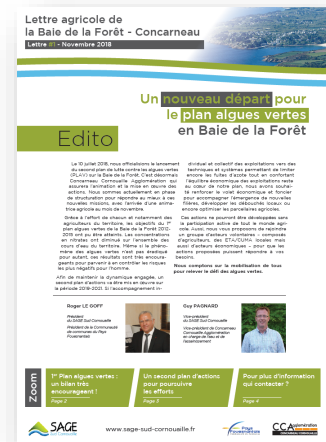 Lettre agricole de
la Baie de la Forêt - Concarneau
Lettre #1 - Novembre 2018
Un nouveau départ pour
le plan algues vertes
en Baie de la Forêt
Edito
Le 10 juillet 2018, nous officialisions le lancement
du second plan de lutte contre les algues vertes
(PLAV) sur la Baie de la Forêt. C'est désormais
Concarneau Cornouaille Agglomération qui
assurera l'animation et la mise en œuvre des
actions. Nous sommes actuellement en phase
de structuration pour répondre au mieux à ces
nouvelles missions, avec l'arrivée d'une anima-
trice agricole au mois de novembre.
Grâce à l'effort de chacun et notamment des
agriculteurs du territoire, les objectifs du 1er
plan algues vertes de la Baie de la Forêt 2012-
2015 ont pu être atteints. Les concentrations
en nitrates ont diminué sur l'ensemble des
cours d'eau du territoire. Même si le phéno-
mène des algues vertes n'est pas éradiqué
pour autant, ces résultats sont très encoura-
geants pour parvenir à en contrôler les risques
les plus négatifs pour l'homme.
Afin de maintenir la dynamique engagée, un
second plan d'actions va être mis en œuvre sur
la période 2018-2021. Si l'accompagnement in-
dividuel et collectif des exploitations vers des
techniques et systèmes permettant de limiter
encore les fuites d'azote tout en confortant
l'équilibre économique des exploitations reste
au cœur de notre plan, nous avons souhai-
té renforcer le volet économique et foncier
pour accompagner l'émergence de nouvelles
filières, développer les débouchés locaux ou
encore optimiser les parcellaires agricoles.
Ces actions ne pourront être développées sans
la participation active de tout le monde agri-
cole. Aussi, nous vous proposons de rejoindre
un groupe d'acteurs volontaires - composés
d'agriculteurs, des ETA/CUMA locales mais
aussi d'acteurs économiques - pour que les
actions proposées puissent répondre à vos
besoins.
Nous comptons sur la mobilisation de tous
pour relever le défi des algues vertes.
Roger LE GOFF
Président
du SAGE Sud Cornouaille
Président de la Communauté
de communes du Pays
Fouesnantais
Guy PAGNARD
Vice-président
du SAGE Sud Cornouaille
Vice-président de Concarneau
Cornouaille Agglomération
en charge de l'eau et de
l'assainissement
Zoom
1er Plan algues vertes :
un bilan très
encourageant !
Page 2
Un second plan d'actions
pour poursuivre
les efforts
Page 3
Pour plus d'information
qui contacter ?
Page 4
SAGE
Sud Cornouaille
www.sage-sud-cornouaille.fr
Pays
Fouesnantais
CCA
Agglomération
CONCARNEAU CORNOUAILLE